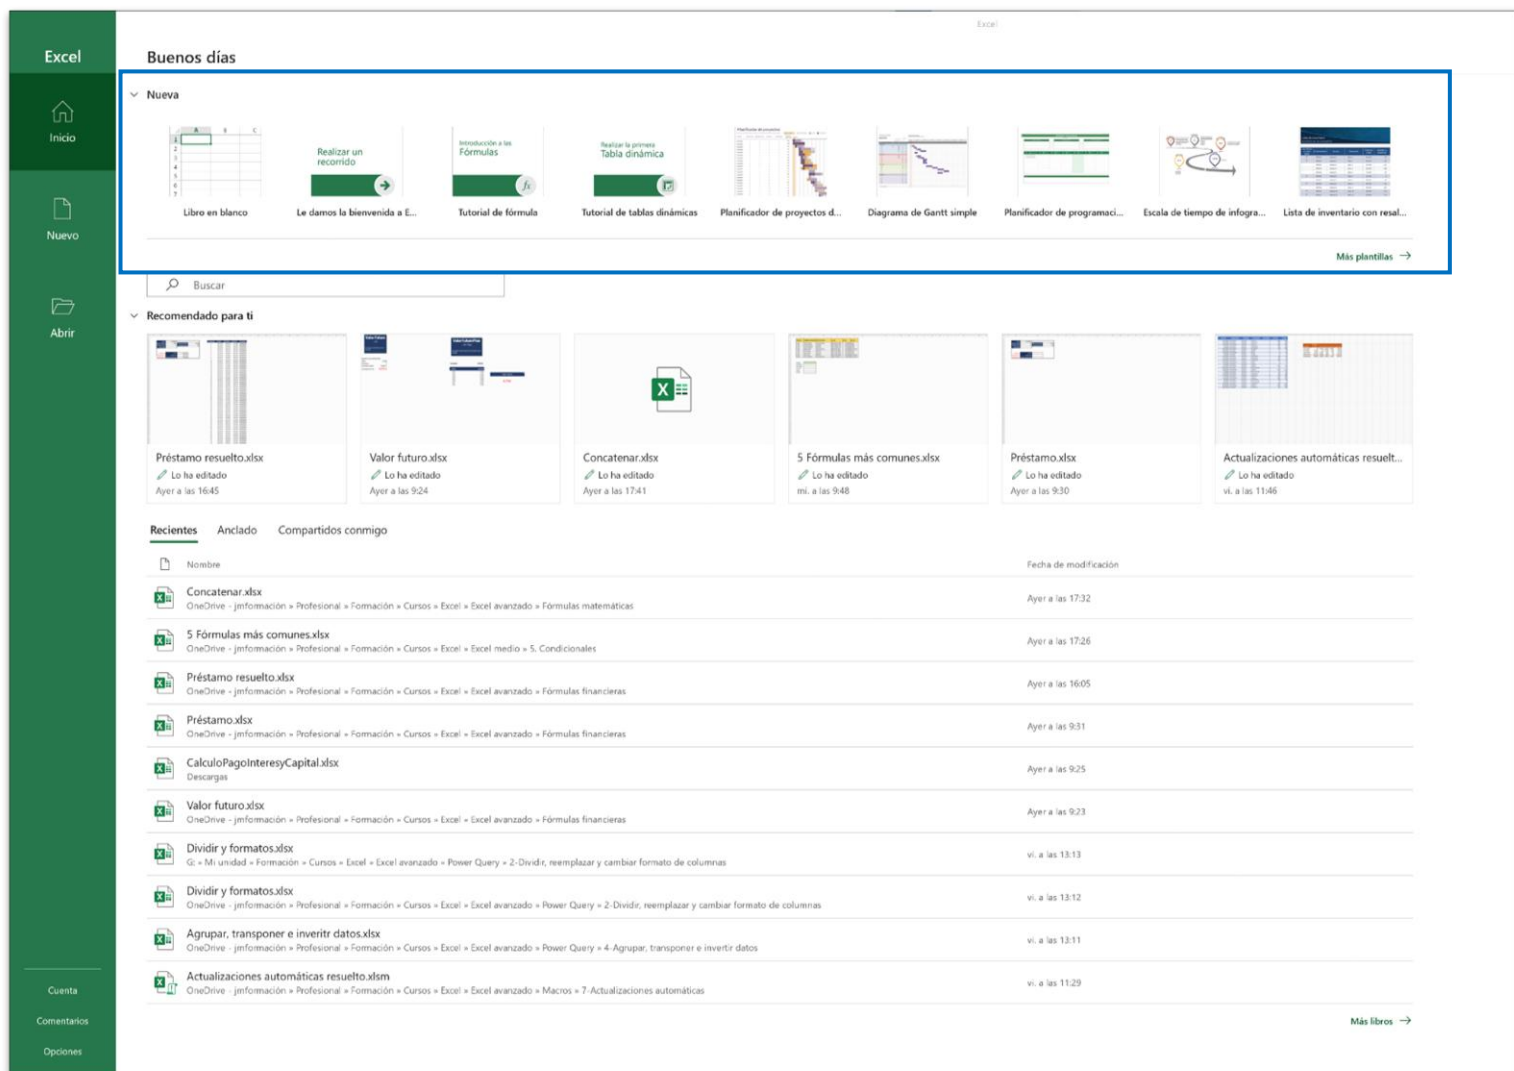 Excel
Excel
Buenos días
Inicio
Nuevo
Abrir
Nueva
A B C
1
2
3
4
5
6
7
Realizar un
recorrido
Introducción a las
Fórmulas
fx
Realizar la primera
Tabla dinámica
Libro en blanco
Le damos la bienvenida a E...
Tutorial de fórmula
Tutorial de tablas dinámicas
Planificador de proyectos d...
Diagrama de Gantt simple
Planificador de programaci...
Escala de tiempo de infogra...
Lista de inventario con resal...
Más plantillas
Buscar
Recomendado para ti
Préstamo resuelto.xlsx
Lo ha editado
Ayer a las 16:45
Valor futuro.xlsx
Lo ha editado
Ayer a las 9:24
Concatenar.xlsx
Lo ha editado
Ayer a las 17:41
5 Fórmulas más comunes.xlsx
Lo ha editado
mi. a las 9:48
Préstamo.xlsx
Lo ha editado
Ayer a las 9:30
Actualizaciones automáticas resuelt...
Lo ha editado
vi. a las 11:46
Recientes Anclado Compartidos conmigo
Nombre Fecha de modificación
Concatenar.xlsx
OneDrive - jmformación » Profesional » Formación » Cursos » Excel » Excel avanzado » Fórmulas matemáticas
Ayer a las 17:32
5 Fórmulas más comunes.xlsx
OneDrive - jmformación » Profesional » Formación » Cursos » Excel » Excel medio » 5. Condicionales
Ayer a las 17:26
Préstamo resuelto.xlsx
OneDrive - jmformación » Profesional » Formación » Cursos » Excel » Excel avanzado » Fórmulas financieras
Ayer a las 16:05
Préstamo.xlsx
OneDrive - jmformación » Profesional » Formación » Cursos » Excel » Excel avanzado » Fórmulas financieras
Ayer a las 9:31
CalculoPagoInteresyCapital.xlsx
Descargas
Ayer a las 9:25
Valor futuro.xlsx
OneDrive - jmformación » Profesional » Formación » Cursos » Excel » Excel avanzado » Fórmulas financieras
Ayer a las 9:23
Dividir y formatos.xlsx
G: » Mi unidad » Formación » Cursos » Excel » Excel avanzado » Power Query » 2-Dividir, reemplazar y cambiar formato de columnas
vi. a las 13:13
Dividir y formatos.xlsx
OneDrive - jmformación » Profesional » Formación » Cursos » Excel » Excel avanzado » Power Query » 2-Dividir, reemplazar y cambiar formato de columnas
vi. a las 13:12
Agrupar, transponer e inveritr datos.xlsx
OneDrive - jmformación » Profesional » Formación » Cursos » Excel » Excel avanzado » Power Query » 4-Agrupar, transponer e invertir datos
vi. a las 13:11
Actualizaciones automáticas resuelto.xlsm
OneDrive - jmformación » Profesional » Formación » Cursos » Excel » Excel avanzado » Macros » 7-Actualizaciones automáticas
vi. a las 11:29
Más libros
Cuenta
Comentarios
Opciones